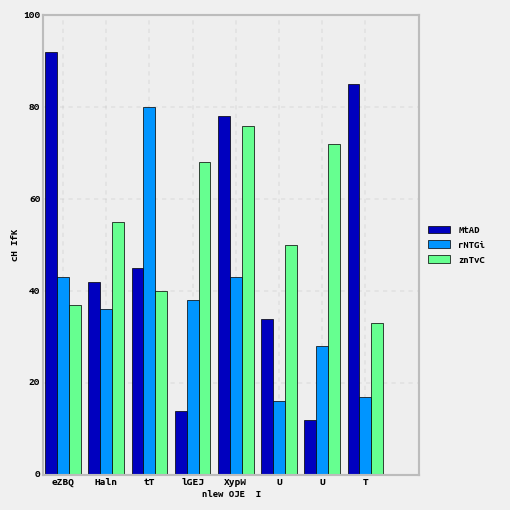 100
80
60
40
20
0
cH IfK
eZBQ Haln tT lGEJ XypW U U T
nlew OJE I
MtAD
rNTGi
znTvC